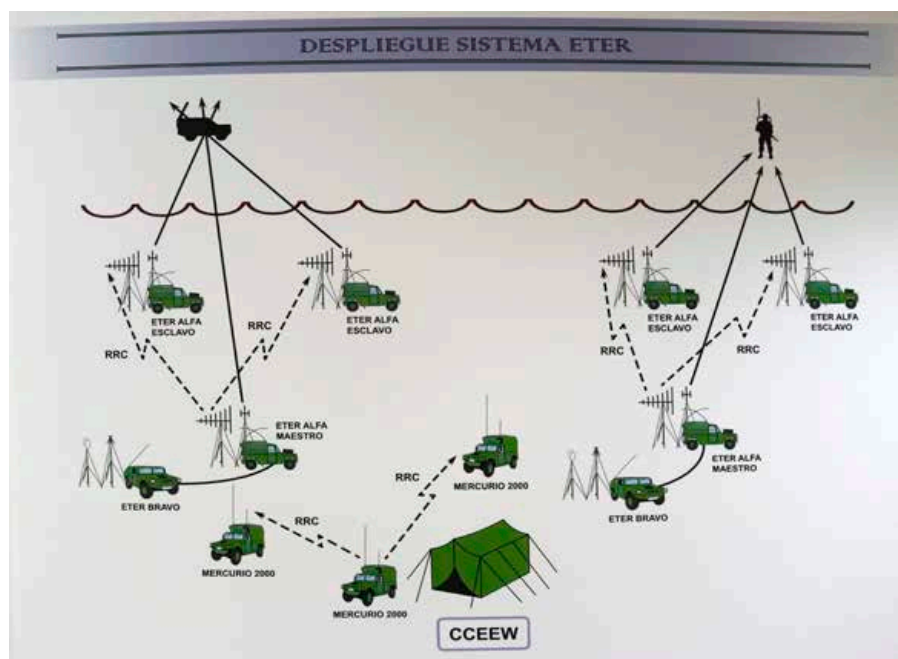 DESPLIEGUE SISTEMA ETER
ETER ALFA
ESCLAVO
ETER ALFA
ESCLAVO
ETER ALFA
ESCLAVO
ETER ALFA
ESCLAVO
RRC
RRC
RRC
RRC
ETER ALFA
MAESTRO
ETER ALFA
MAESTRO
ETER BRAVO
ETER BRAVO
RRC
MERCURIO 2000
RRC
MERCURIO 2000
MERCURIO 2000
CCEEW